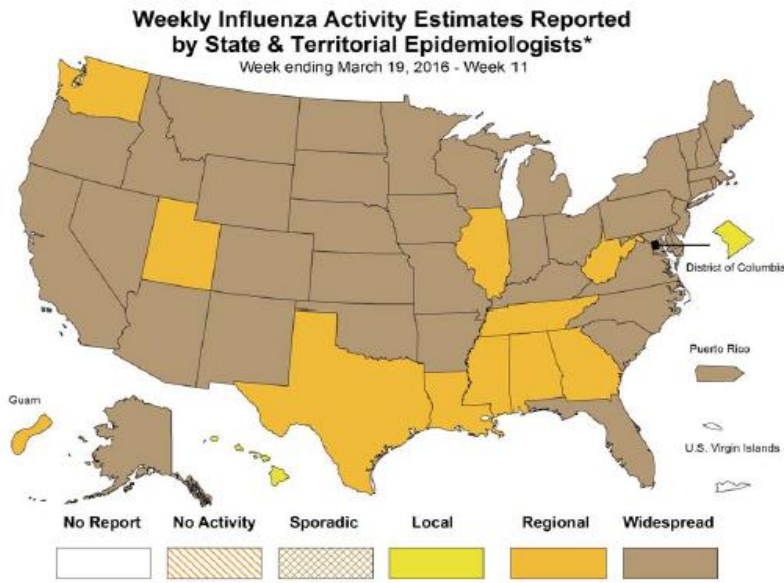 Weekly Influenza Activity Estimates Reported
by State & Territorial Epidemiologists*
Week ending March 19, 2016 - Week 11
District of Columbia
Puerto Rico
Guam
U.S. Virgin Islands
No Report No Activity Sporadic Local Regional Widespread